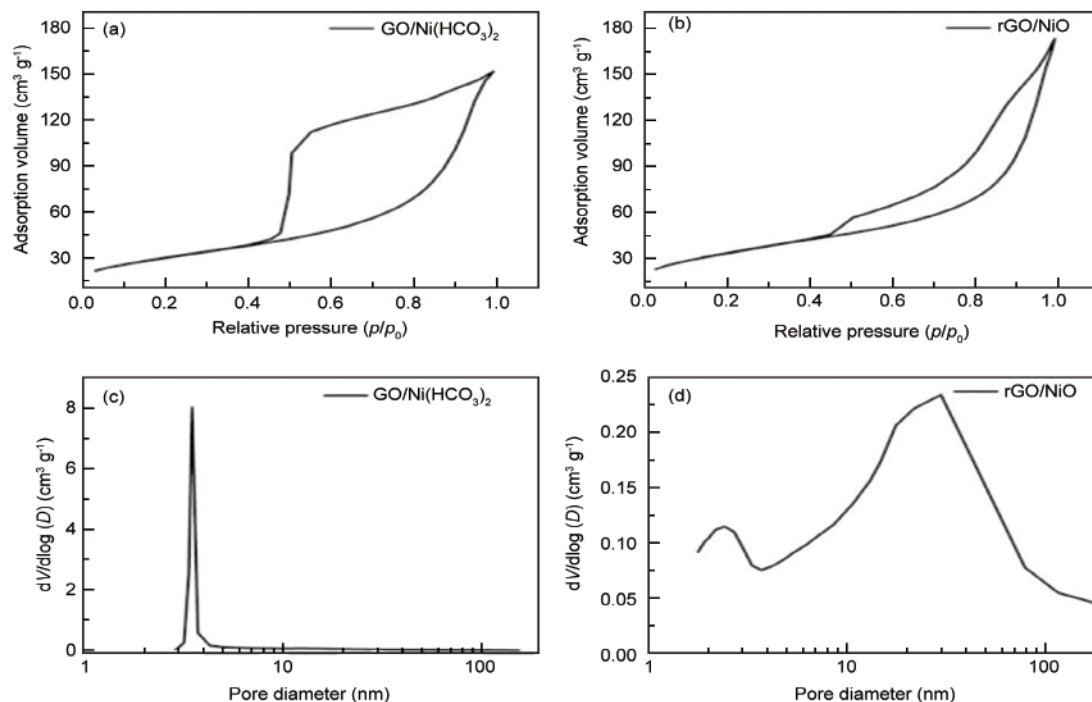 (a)
GO/Ni(HCO₃)₂
Adsorption volume (cm³ g⁻¹)
180
150
120
90
60
30
0.0 0.2 0.4 0.6 0.8 1.0
Relative pressure (p/p₀)
(b)
rGO/NiO
Adsorption volume (cm³ g⁻¹)
180
150
120
90
60
30
0.0 0.2 0.4 0.6 0.8 1.0
Relative pressure (p/p₀)
(c)
GO/Ni(HCO₃)₂
dV/dlog (D) (cm³ g⁻¹)
8
6
4
2
0
1 10 100
Pore diameter (nm)
(d)
rGO/NiO
dV/dlog (D) (cm³ g⁻¹)
0.25
0.20
0.15
0.10
0.05
0.00
1 10 100
Pore diameter (nm)